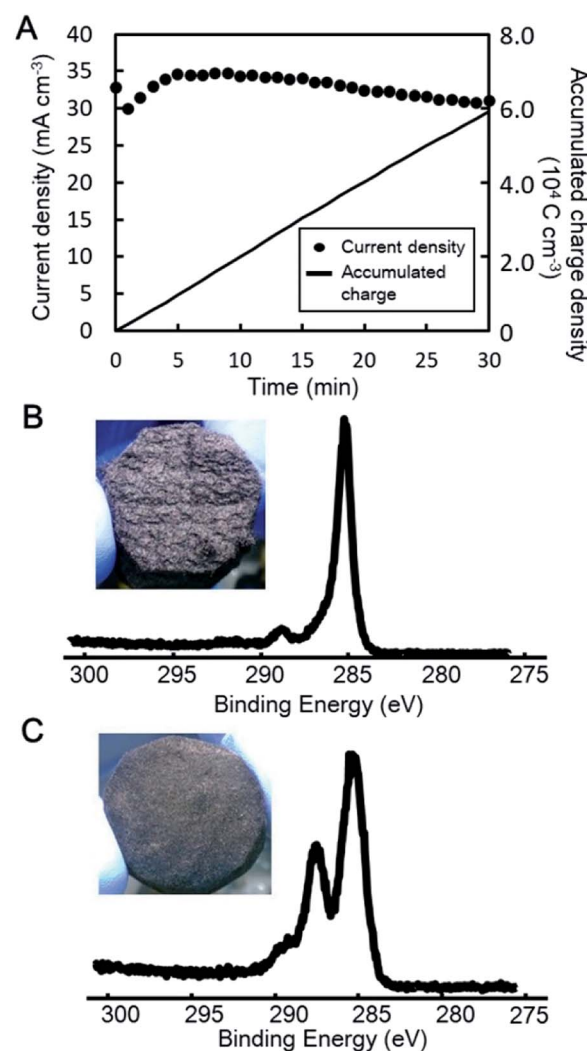 A
Current density (mA cm-3)
40
35
30
25
20
15
10
5
0
8.0
6.0
4.0
2.0
0
Accumulated charge density
(10⁴ C cm-3)
Current density
Accumulated
charge
0 5 10 15 20 25 30
Time (min)
B
300 295 290 285 280 275
Binding Energy (eV)
C
300 295 290 285 280 275
Binding Energy (eV)